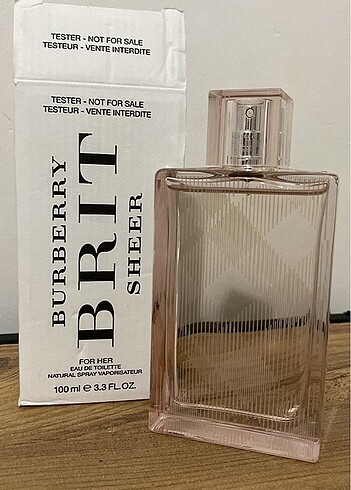 TESTER - NOT FOR SALE
TESTEUR - VENTE INTERDITE
TESTER - NOT FOR SALE
TESTEUR - VENTE INTERDITE
BURBERRY
BRIT
SHEER
FOR HER
EAU DE TOILETTE
NATURAL SPRAY VAPORISATEUR
100 ml ℮ 3.3 FL.OZ.